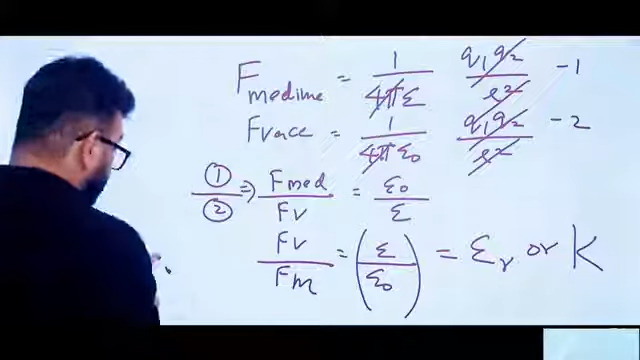 F medium = 1/4πε q₁q₂/r² -1
Fvace = 1/4πε₀ q₁q₂/r² -2
①/② ⇒ Fmed/Fv = ε₀/ε
Fv/Fm = (ε/ε₀) = εr or K